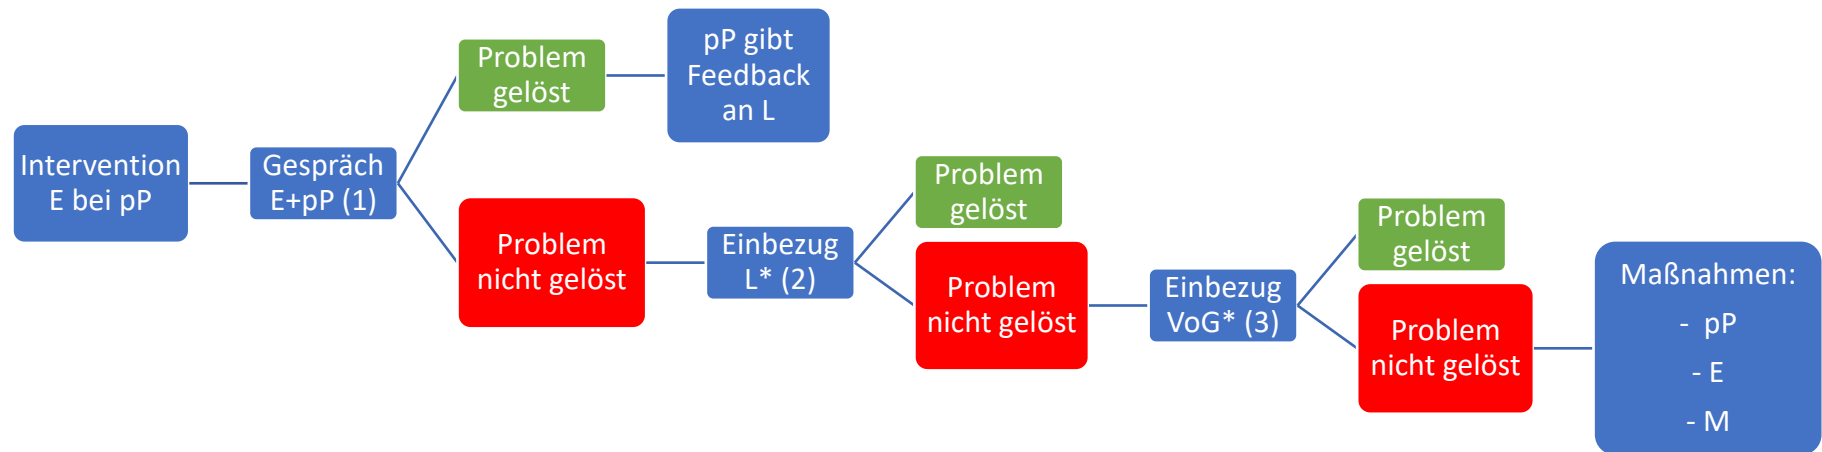 Intervention
E bei pP
Gespräch
E+pP (1)
Problem
gelöst
pP gibt
Feedback
an L
Problem
nicht gelöst
Einbezug
L* (2)
Problem
gelöst
Problem
nicht gelöst
Einbezug
VoG* (3)
Problem
gelöst
Problem
nicht gelöst
Maßnahmen:
- pP
- E
- M